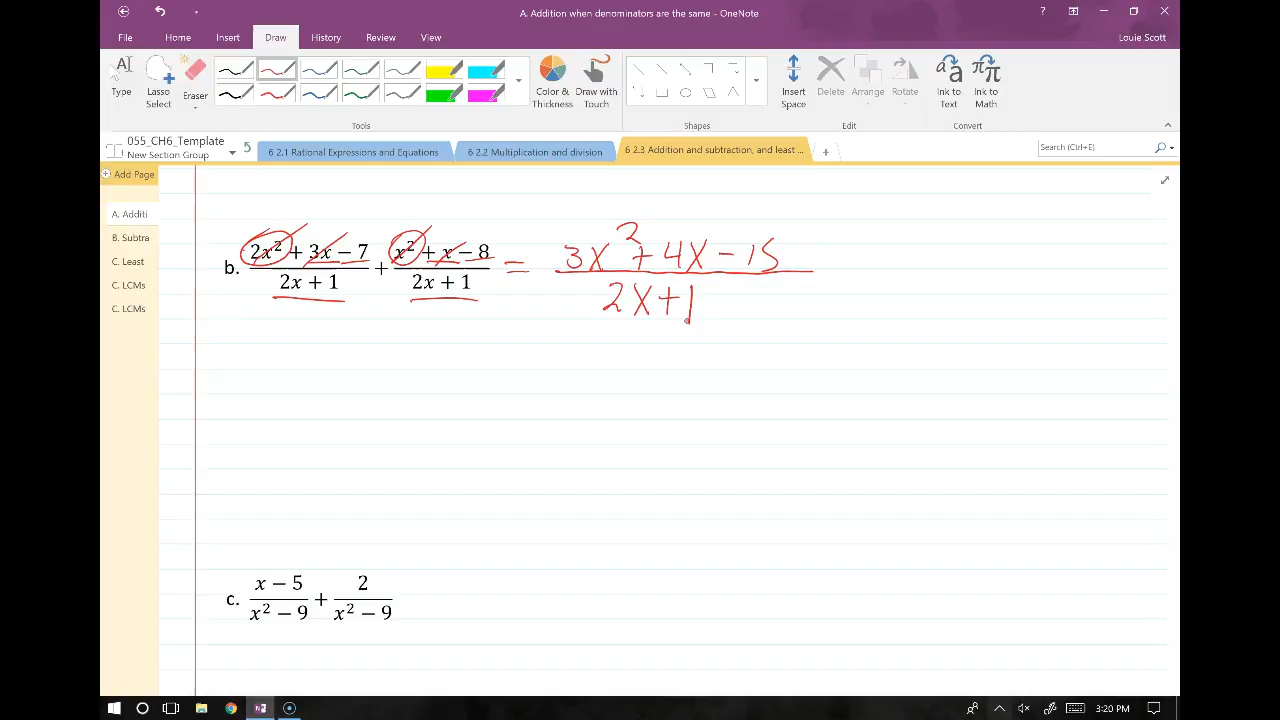 A. Addition when denominators are the same - OneNote
?
File Home Insert Draw History Review View Louie Scott
Type Lasso Select Eraser Color & Thickness Draw with Touch Insert Space Delete Arrange Rotate Ink to Text Ink to Math
Tools Shapes Edit Convert
055_CH6_Template
New Section Group
6 2.1 Rational Expressions and Equations 6 2.2 Multiplication and division 6 2.3 Addition and subtraction, and least ... + Search (Ctrl+E)
Add Page
A. Additi
B. Subtra
C. Least
C. LCMs
C. LCMs
b. (2x² + 3x − 7)/(2x + 1) + (x² + x − 8)/(2x + 1) = (3x² + 4x − 15)/(2x + 1)
c. (x − 5)/(x² − 9) + 2/(x² − 9)
3:20 PM